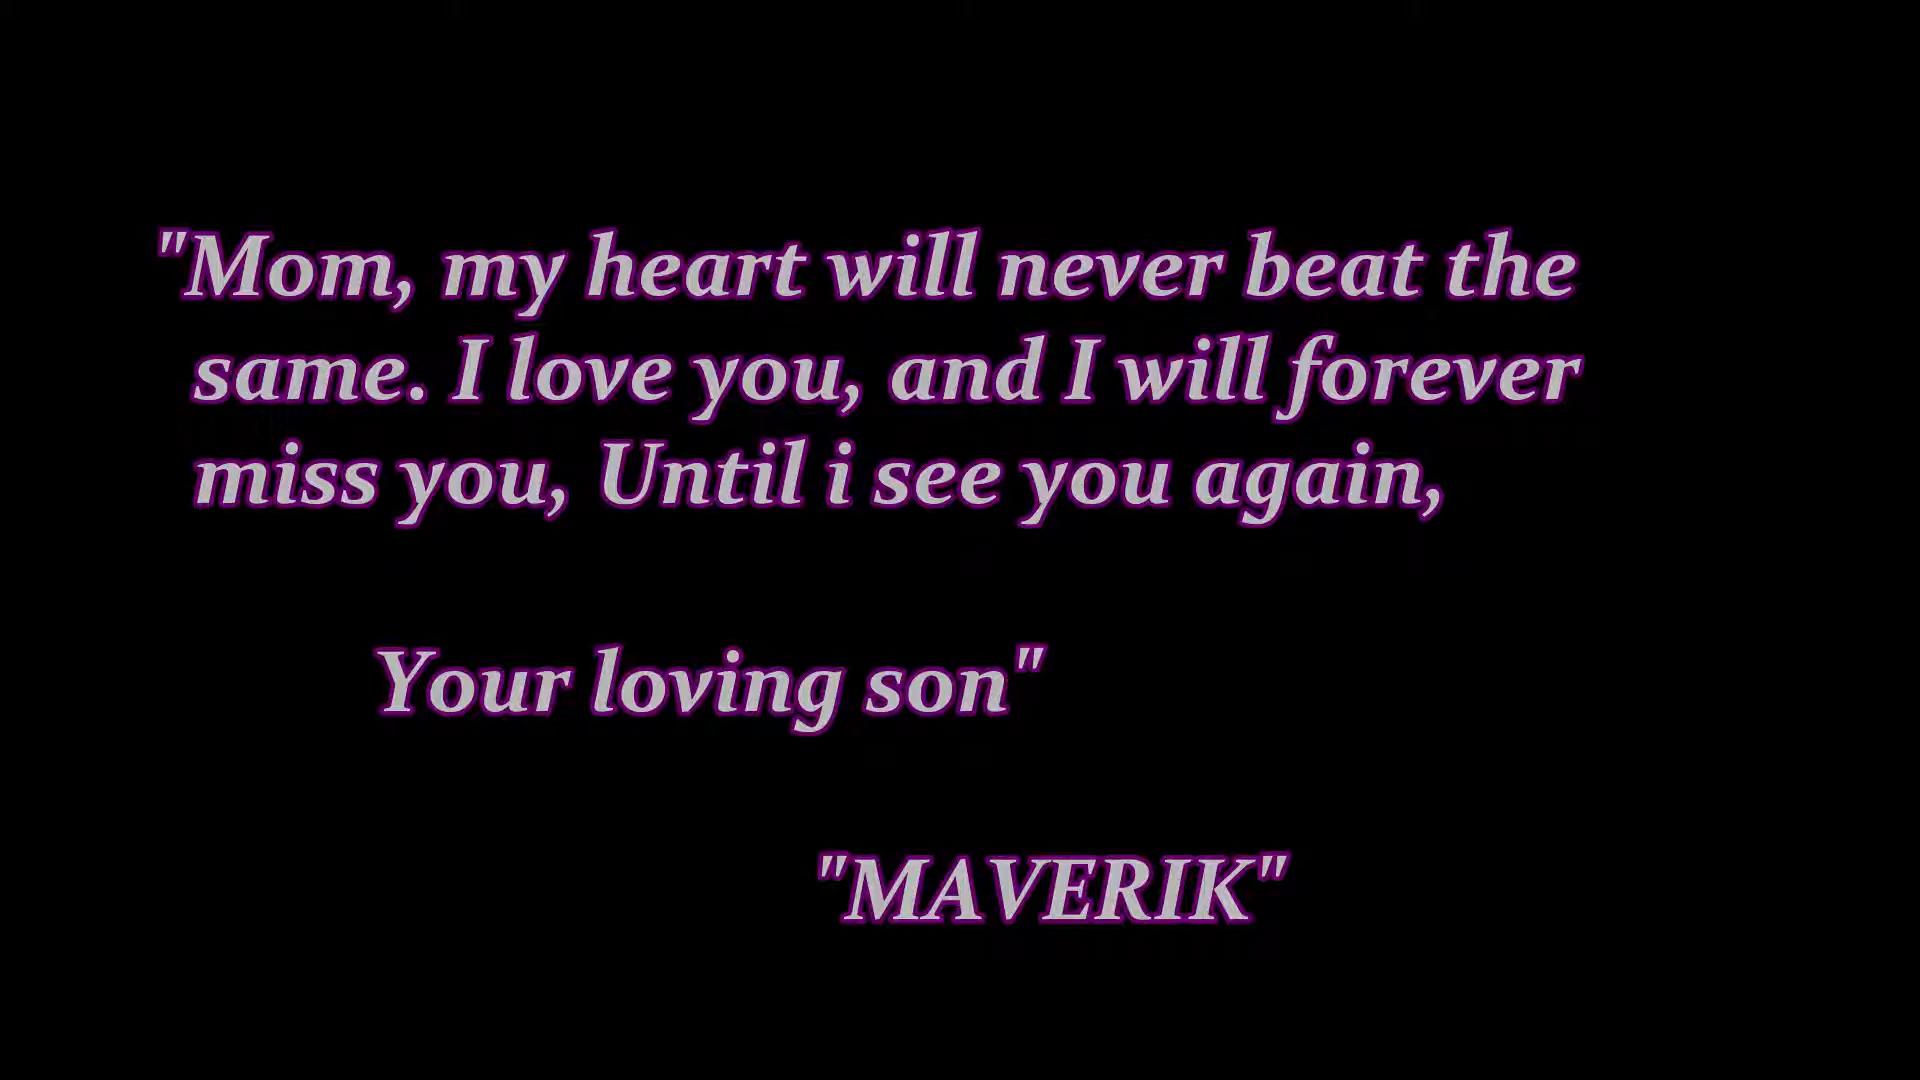 "Mom, my heart will never beat the
same. I love you, and I will forever
miss you, Until i see you again,
Your loving son"
"MAVERIK"